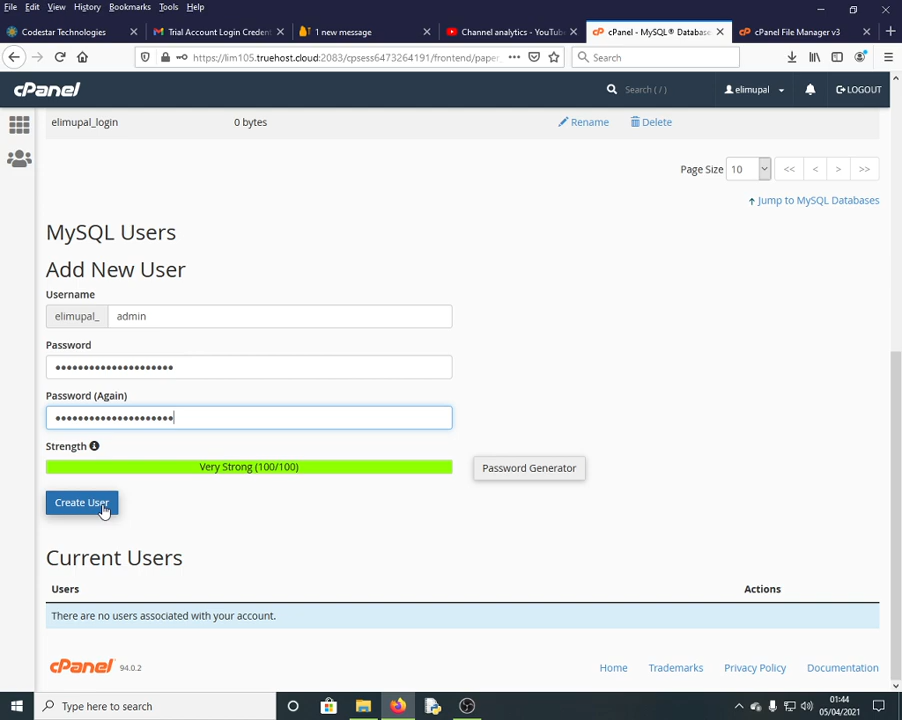 File Edit View History Bookmarks Tools Help
Codestar Technologies
Trial Account Login Creden
1 new message
Channel analytics - YouTub
cPanel - MySQL® Database
cPanel File Manager v3
https://lim105.truehost.cloud:2083/cpsess6473264191/frontend/paper
Search
cPanel
Search ( / )
elimupal
LOGOUT
elimupal_login 0 bytes Rename Delete
Page Size 10 << < > >>
Jump to MySQL Databases
MySQL Users
Add New User
Username
elimupal_ admin
Password
•••••••••••••••••••••
Password (Again)
•••••••••••••••••••••
Strength
Very Strong (100/100)
Password Generator
Create User
Current Users
Users Actions
There are no users associated with your account.
cPanel 94.0.2 Home Trademarks Privacy Policy Documentation
Type here to search
01:44
05/04/2021